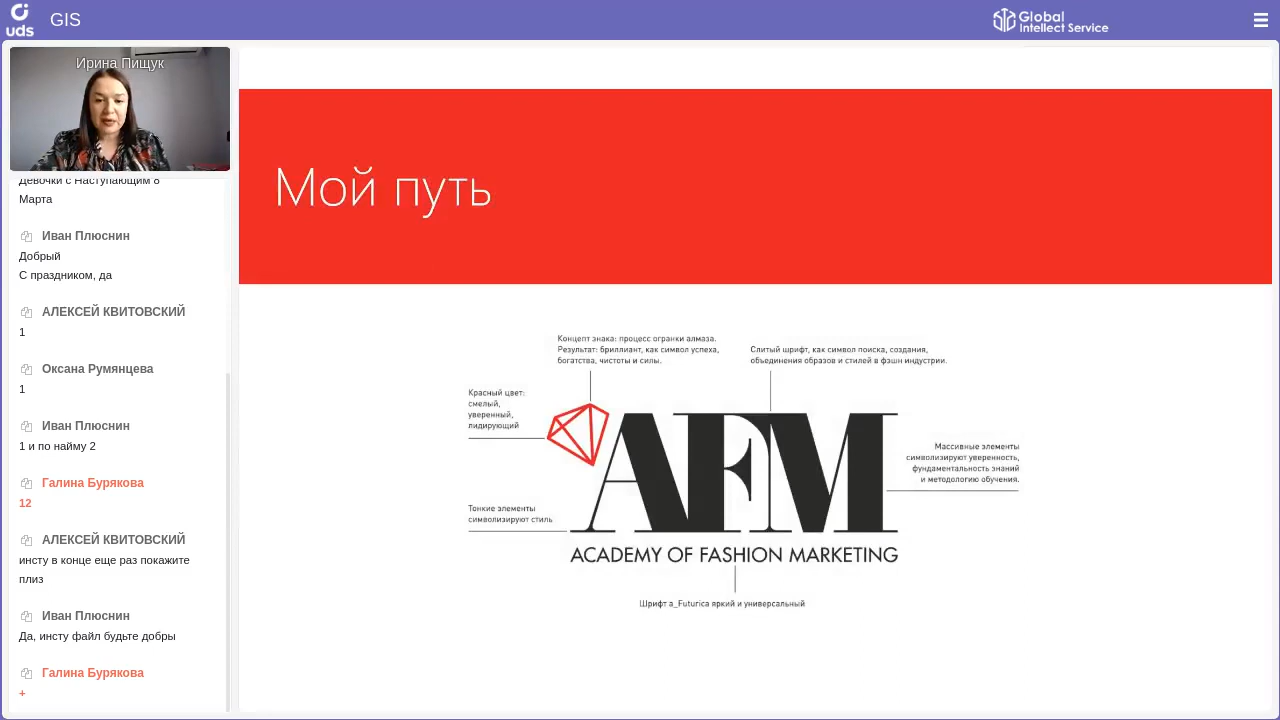 uds
GIS
Global
Intellect Service
Ирина Пищук
Девочки с Наступающим 8
Марта
Иван Плюснин
Добрый
С праздником, да
АЛЕКСЕЙ КВИТОВСКИЙ
1
Оксана Румянцева
1
Иван Плюснин
1 и по найму 2
Галина Бурякова
12
АЛЕКСЕЙ КВИТОВСКИЙ
инсту в конце еще раз покажите
плиз
Иван Плюснин
Да, инсту файл будьте добры
Галина Бурякова
+
Мой путь
Концепт знака: процесс огранки алмаза.
Результат: бриллиант, как символ успеха,
богатства, чистоты и силы.
Слитый шрифт, как символ поиска, создания,
объединения образов и стилей в фэшн индустрии.
Красный цвет:
смелый,
уверенный,
лидирующий
AFM
Массивные элементы
символизируют уверенность,
фундаментальность знаний
и методологию обучения.
Тонкие элементы
символизируют стиль
ACADEMY OF FASHION MARKETING
Шрифт a_Futurica яркий и универсальный